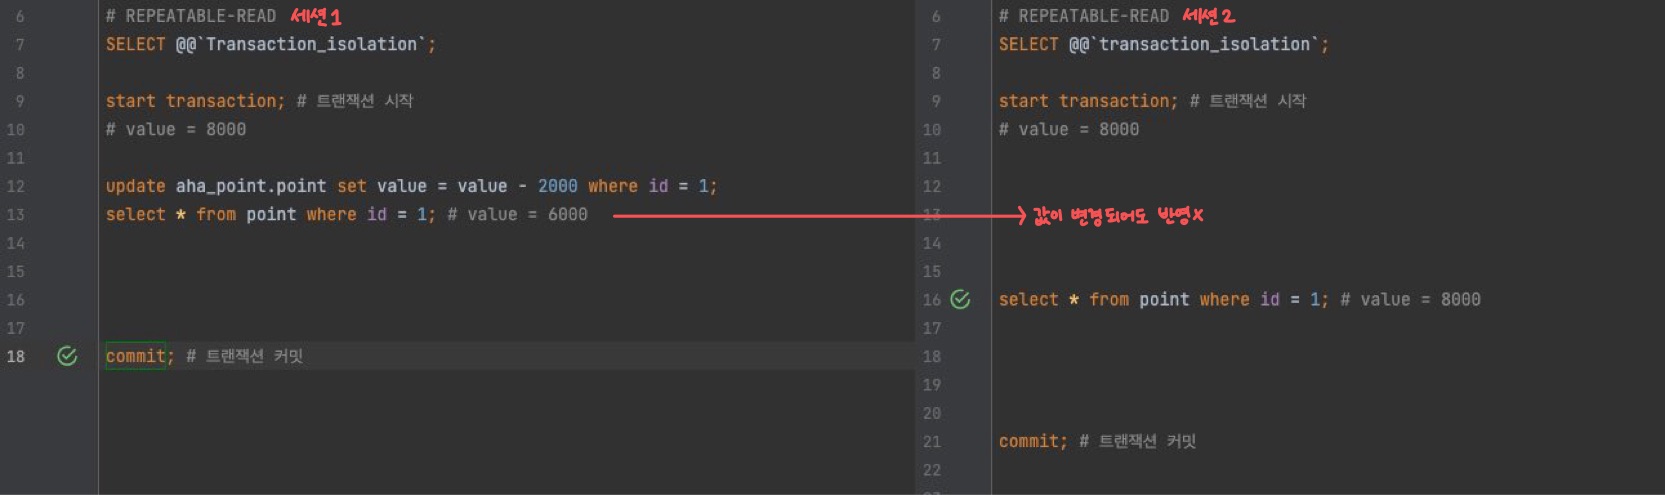 6 # REPEATABLE-READ 세션1
7 SELECT @@`Transaction_isolation`;
8
9 start transaction; # 트랜잭션 시작
10 # value = 8000
11
12 update aha_point.point set value = value - 2000 where id = 1;
13 select * from point where id = 1; # value = 6000
14
15
16
17
18 commit; # 트랜잭션 커밋
6 # REPEATABLE-READ 세션2
7 SELECT @@`transaction_isolation`;
8
9 start transaction; # 트랜잭션 시작
10 # value = 8000
11
12
13 값이 변경되어도 반영X
14
15
16 select * from point where id = 1; # value = 8000
17
18
19
20
21 commit; # 트랜잭션 커밋
22